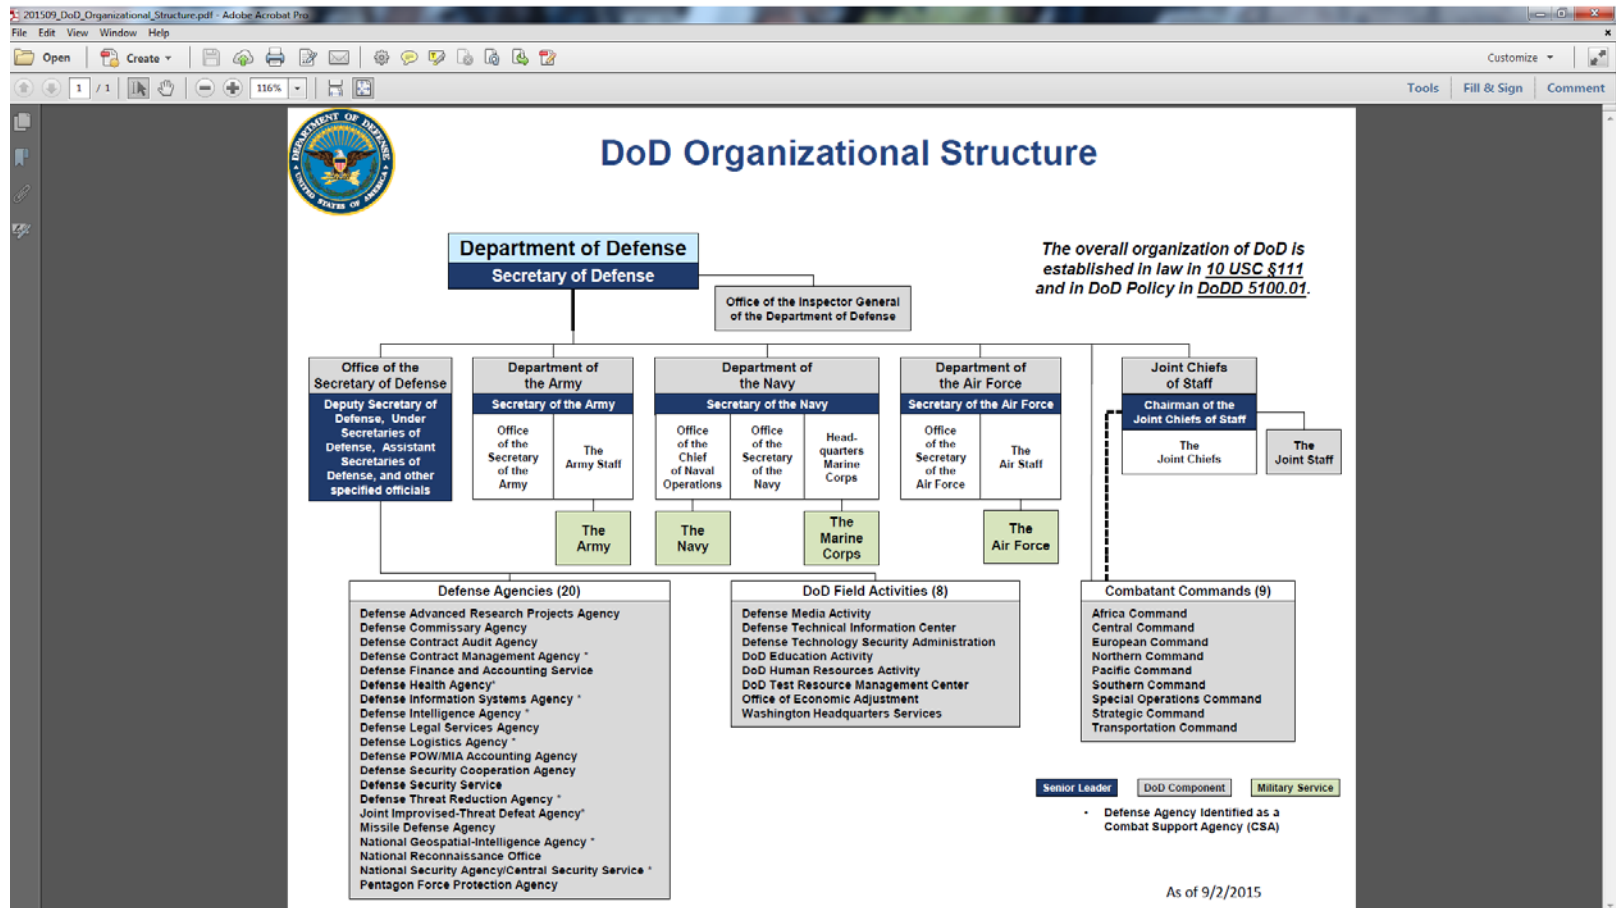 201509_DoD_Organizational_Structure.pdf - Adobe Acrobat Pro
File Edit View Window Help
Open
Create
Customize
1 / 1
116%
Tools
Fill & Sign
Comment
DEPARTMENT OF DEFENSE
UNITED STATES OF AMERICA
DoD Organizational Structure
Department of Defense
Secretary of Defense
Office of the Inspector General
of the Department of Defense
The overall organization of DoD is
established in law in 10 USC §111
and in DoD Policy in DoDD 5100.01.
Office of the
Secretary of Defense
Deputy Secretary of
Defense, Under
Secretaries of
Defense, Assistant
Secretaries of
Defense, and other
specified officials
Department of
the Army
Secretary of the Army
Office
of the
Secretary
of the
Army
The
Army Staff
The
Army
Department of
the Navy
Secretary of the Navy
Office
of the
Chief
of Naval
Operations
Office
of the
Secretary
of the
Navy
Head-
quarters
Marine
Corps
The
Navy
The
Marine
Corps
Department of
the Air Force
Secretary of the Air Force
Office
of the
Secretary
of the
Air Force
The
Air Staff
The
Air Force
Joint Chiefs
of Staff
Chairman of the
Joint Chiefs of Staff
The
Joint Chiefs
The
Joint Staff
Defense Agencies (20)
Defense Advanced Research Projects Agency
Defense Commissary Agency
Defense Contract Audit Agency
Defense Contract Management Agency *
Defense Finance and Accounting Service
Defense Health Agency*
Defense Information Systems Agency *
Defense Intelligence Agency *
Defense Legal Services Agency
Defense Logistics Agency *
Defense POW/MIA Accounting Agency
Defense Security Cooperation Agency
Defense Security Service
Defense Threat Reduction Agency *
Joint Improvised-Threat Defeat Agency*
Missile Defense Agency
National Geospatial-Intelligence Agency *
National Reconnaissance Office
National Security Agency/Central Security Service *
Pentagon Force Protection Agency
DoD Field Activities (8)
Defense Media Activity
Defense Technical Information Center
Defense Technology Security Administration
DoD Education Activity
DoD Human Resources Activity
DoD Test Resource Management Center
Office of Economic Adjustment
Washington Headquarters Services
Combatant Commands (9)
Africa Command
Central Command
European Command
Northern Command
Pacific Command
Southern Command
Special Operations Command
Strategic Command
Transportation Command
Senior Leader
DoD Component
Military Service
• Defense Agency Identified as a
Combat Support Agency (CSA)
As of 9/2/2015